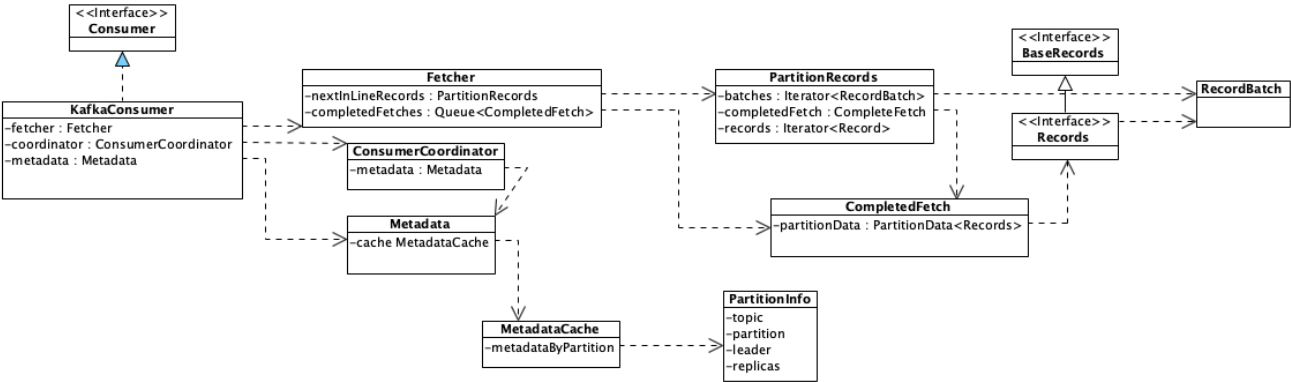 <<Interface>>
Consumer
KafkaConsumer
-fetcher : Fetcher
-coordinator : ConsumerCoordinator
-metadata : Metadata
Fetcher
-nextInLineRecords : PartitionRecords
-completedFetches : Queue<CompletedFetch>
ConsumerCoordinator
-metadata : Metadata
Metadata
-cache MetadataCache
MetadataCache
-metadataByPartition
PartitionInfo
-topic
-partition
-leader
-replicas
PartitionRecords
-batches : Iterator<RecordBatch>
-completedFetch : CompleteFetch
-records : Iterator<Record>
CompletedFetch
-partitionData : PartitionData<Records>
<<Interface>>
BaseRecords
<<Interface>>
Records
RecordBatch